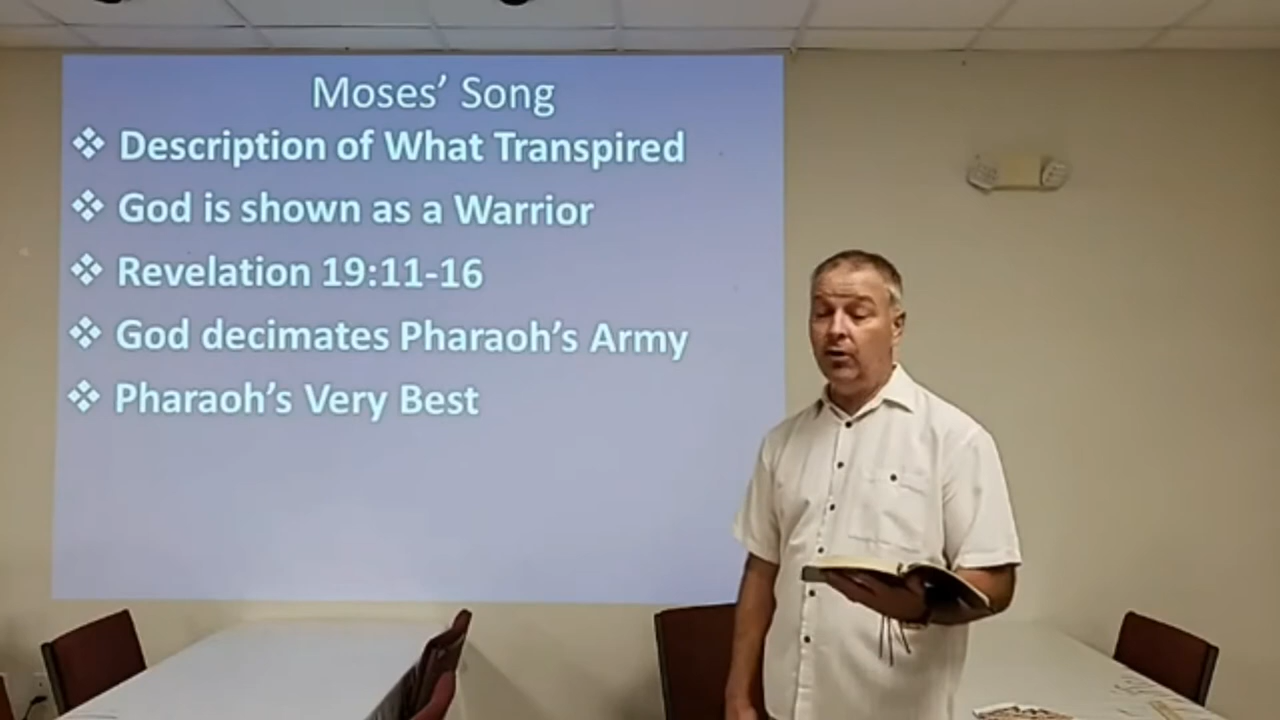 Moses’ Song
❖ Description of What Transpired
❖ God is shown as a Warrior
❖ Revelation 19:11-16
❖ God decimates Pharaoh’s Army
❖ Pharaoh’s Very Best